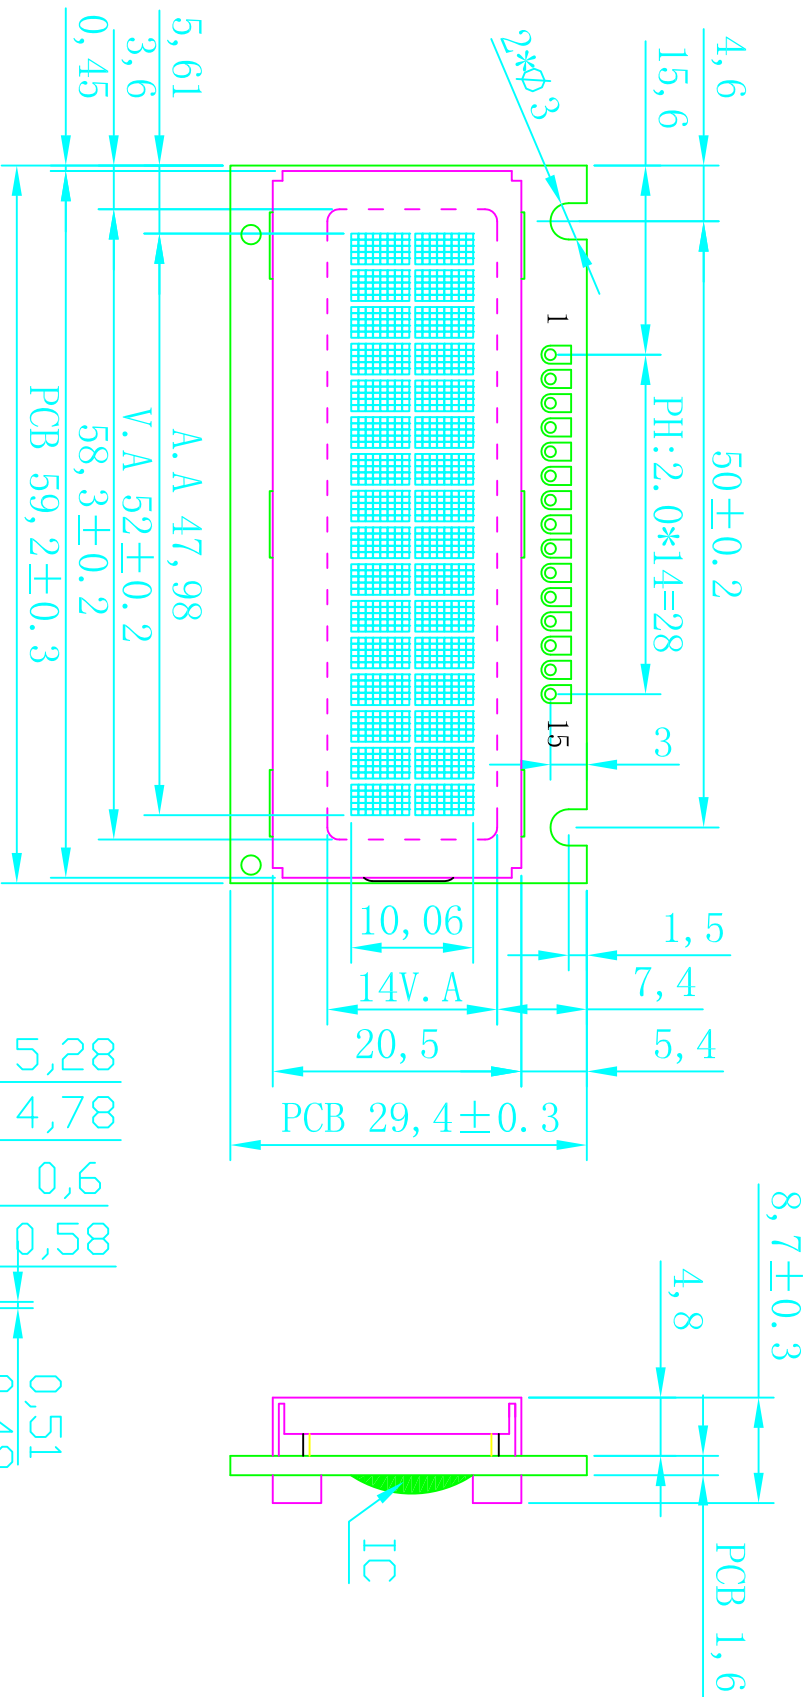 4,6
15,6
2*Ø3
5,61
3,6
0,45
1
50±0.2
PH:2.0*14=28
A.A 47,98
V.A 52±0.2
58,3±0.2
PCB 59,2±0.3
15
3
10,06
1,5
14V.A
7,4
20,5
5,4
PCB 29,4±0.3
5,28
4,78
0,6
0,58
0,51
8,7±0.3
4,8
IC
PCB 1,6